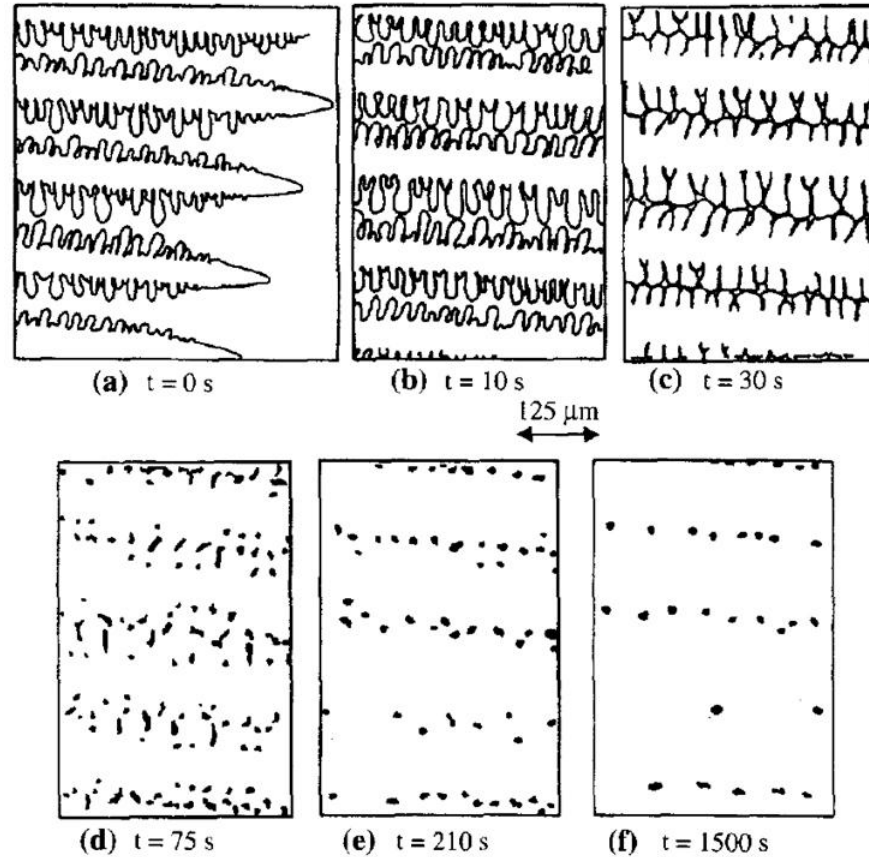 (a) t = 0 s
(b) t = 10 s
(c) t = 30 s
125 μm
(d) t = 75 s
(e) t = 210 s
(f) t = 1500 s